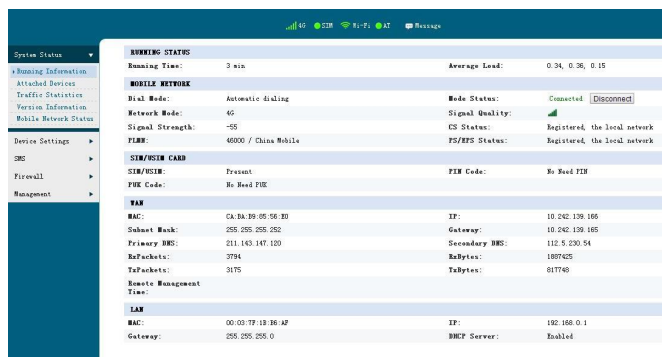 4G SIM Wi-Fi AT Message
System Status
Running Information
Attached Devices
Traffic Statistics
Version Information
Mobile Network Status
Device Settings
SMS
Firewall
Management
RUNNING STATUS
Running Time: 3 min Average Load: 0.34, 0.36, 0.15
MOBILE NETWORK
Dial Mode: Automatic dialing Mode Status: Connected Disconnect
Network Mode: 4G Signal Quality:
Signal Strength: -55 CS Status: Registered, the local network
PLMN: 46000 / China Mobile PS/EPS Status: Registered, the local network
SIM/USIM CARD
SIM/USIM: Present PIN Code: No Need PIN
PUK Code: No Need PUK
WAN
MAC: CA:BA:B9:85:56:E0 IP: 10.242.139.166
Subnet Mask: 255.255.255.252 Gateway: 10.242.139.165
Primary DNS: 211.143.147.120 Secondary DNS: 112.5.230.54
RxPackets: 3794 RxBytes: 1887425
TxPackets: 3175 TxBytes: 817748
Remote Management
Time:
LAN
MAC: 00:03:7F:1B:B6:AF IP: 192.168.0.1
Gateway: 255.255.255.0 DHCP Server: Enabled